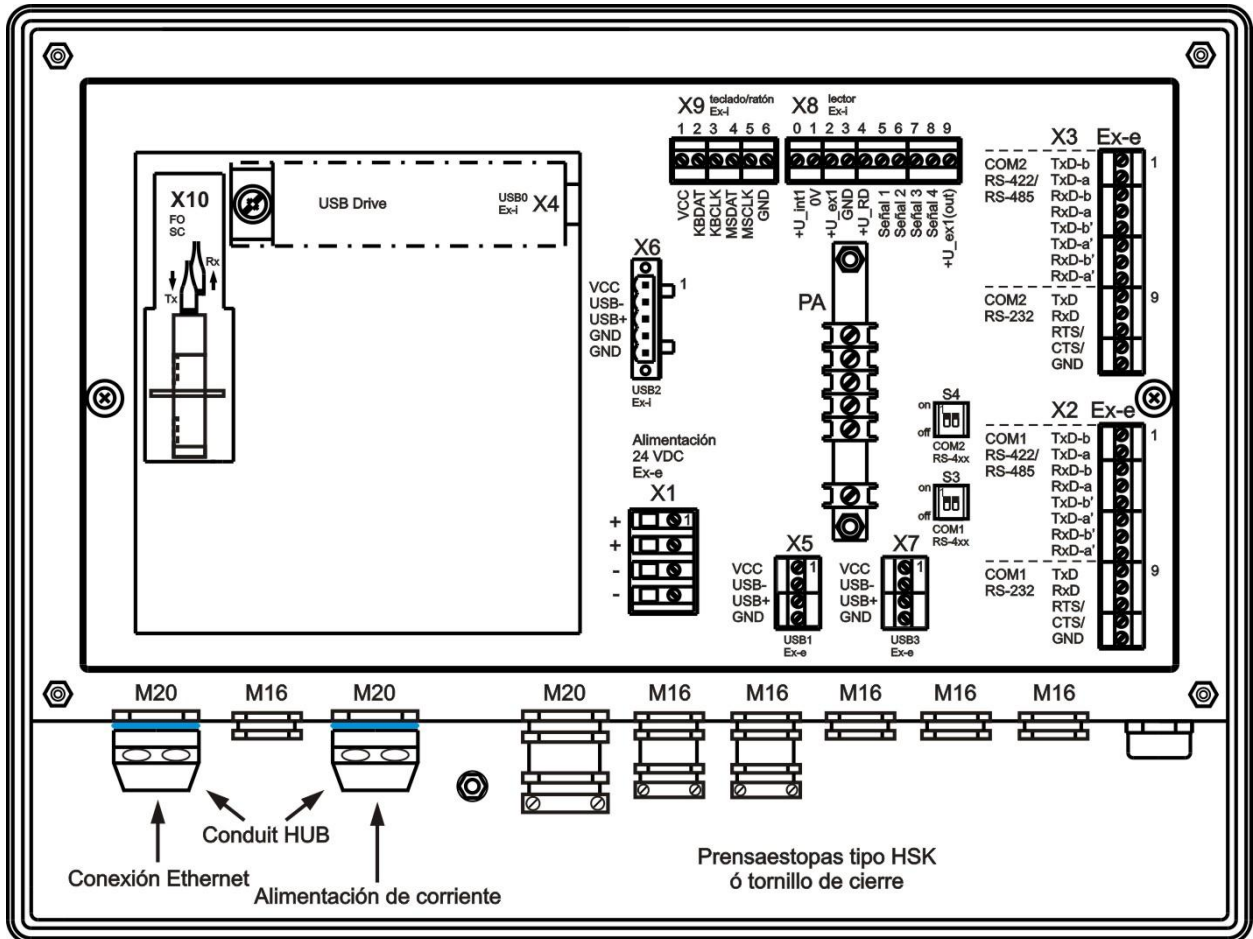 X10
FO
SC
Rx
Tx
USB Drive
USB0
Ex-i
X4
X9 teclado/ratón
Ex-i
1 2 3 4 5 6
VCC
KBDAT
KBCLK
MSDAT
MSCLK
GND
X8 lector
Ex-i
0 1 2 3 4 5 6 7 8 9
+U_int1
0V
+U_ex1
GND
+U_RD
Señal 1
Señal 2
Señal 3
Señal 4
+U_ex1(out)
X6
1
VCC
USB-
USB+
GND
GND
USB2
Ex-i
PA
Alimentación
24 VDC
Ex-e
X1
1
+
+
-
-
X5
1
VCC
USB-
USB+
GND
USB1
Ex-e
X7
1
VCC
USB-
USB+
GND
USB3
Ex-e
S4
on
off
COM2
RS-4xx
S3
on
off
COM1
RS-4xx
X3 Ex-e
COM2
RS-422/
RS-485
TxD-b
TxD-a
RxD-b
RxD-a
TxD-b'
TxD-a'
RxD-b'
RxD-a'
1
COM2
RS-232
TxD
RxD
RTS/
CTS/
GND
9
X2 Ex-e
COM1
RS-422/
RS-485
TxD-b
TxD-a
RxD-b
RxD-a
TxD-b'
TxD-a'
RxD-b'
RxD-a'
1
COM1
RS-232
TxD
RxD
RTS/
CTS/
GND
9
M20 M16 M20 M20 M16 M16 M16 M16 M16
Conduit HUB
Conexión Ethernet
Alimentación de corriente
Prensaestopas tipo HSK
ó tornillo de cierre